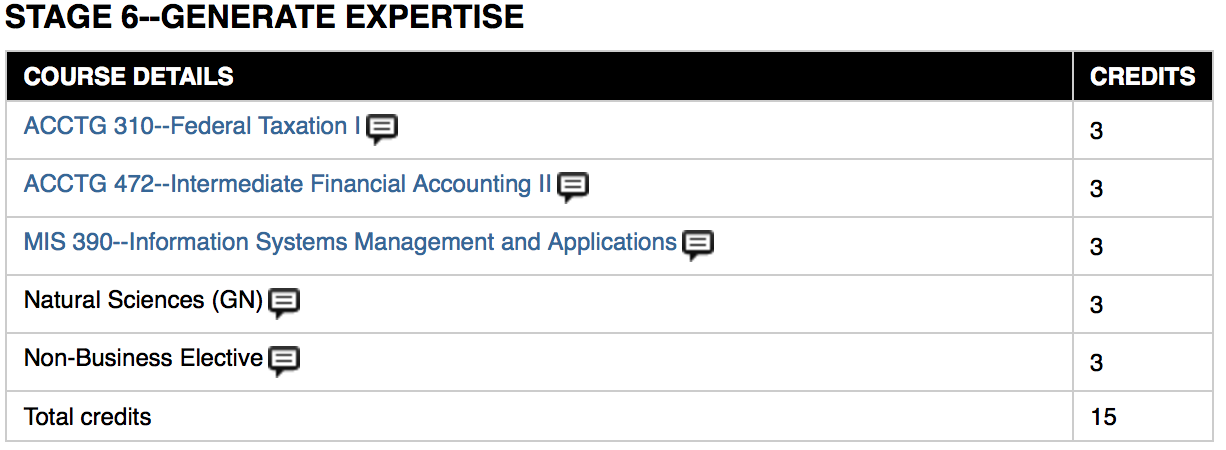 STAGE 6--GENERATE EXPERTISE
COURSE DETAILS CREDITS
ACCTG 310--Federal Taxation I 3
ACCTG 472--Intermediate Financial Accounting II 3
MIS 390--Information Systems Management and Applications 3
Natural Sciences (GN) 3
Non-Business Elective 3
Total credits 15